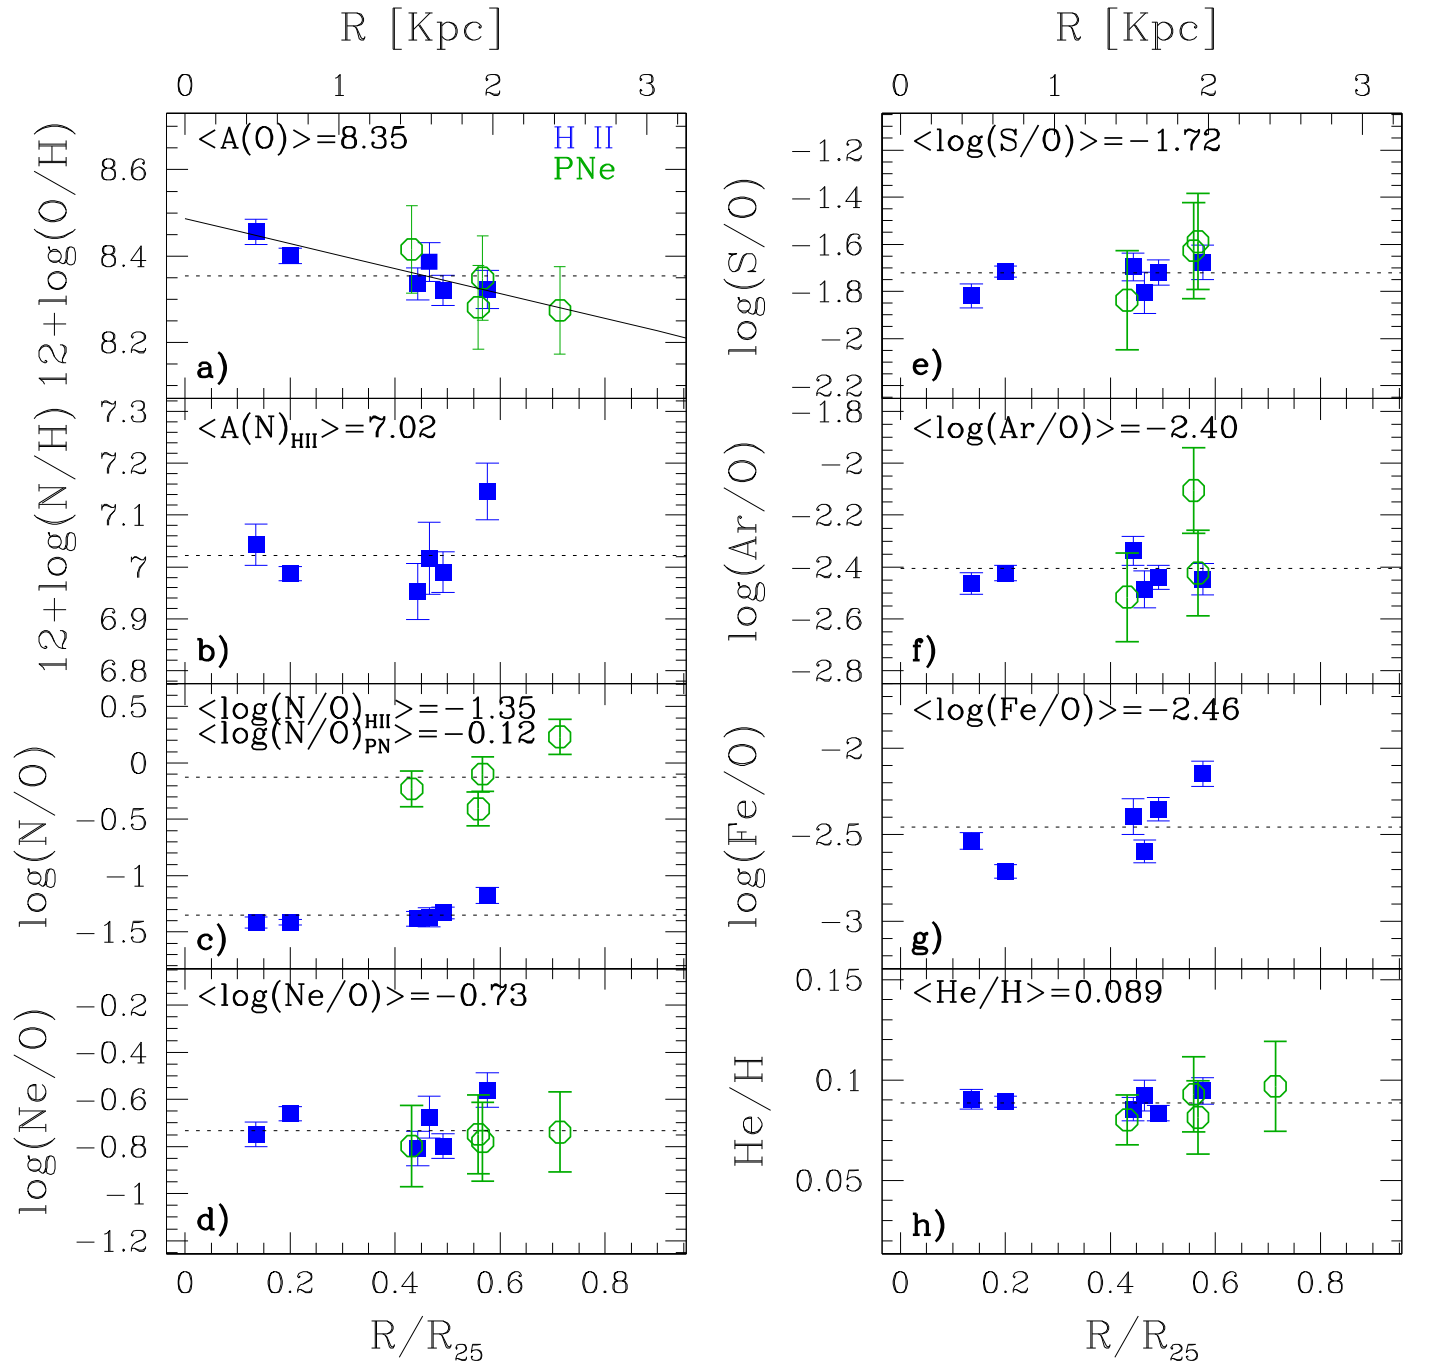 R [Kpc]
0 1 2 3
12+log(O/H)
8.6
8.4
8.2
<A(O)>=8.35
H II
PNe
a)
12+log(N/H)
7.3
7.2
7.1
7
6.9
6.8
<A(N)HII>=7.02
b)
log(N/O)
0.5
0
−0.5
−1
−1.5
<log(N/O)HII>=−1.35
<log(N/O)PN>=−0.12
c)
log(Ne/O)
−0.2
−0.4
−0.6
−0.8
−1
−1.2
<log(Ne/O)>=−0.73
d)
0 0.2 0.4 0.6 0.8
R/R25
R [Kpc]
0 1 2 3
log(S/O)
−1.2
−1.4
−1.6
−1.8
−2
−2.2
<log(S/O)>=−1.72
e)
log(Ar/O)
−1.8
−2
−2.2
−2.4
−2.6
−2.8
<log(Ar/O)>=−2.40
f)
log(Fe/O)
−2
−2.5
−3
<log(Fe/O)>=−2.46
g)
He/H
0.15
0.1
0.05
<He/H>=0.089
h)
0 0.2 0.4 0.6 0.8
R/R25